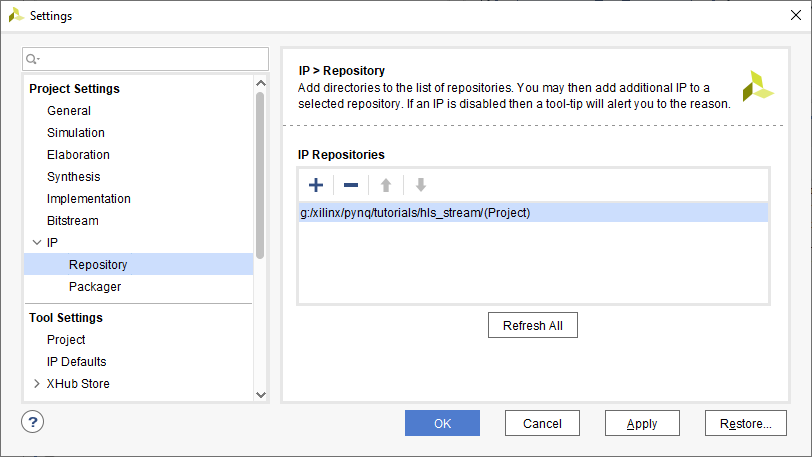 Settings
Project Settings
General
Simulation
Elaboration
Synthesis
Implementation
Bitstream
IP
Repository
Packager
Tool Settings
Project
IP Defaults
XHub Store
IP > Repository
Add directories to the list of repositories. You may then add additional IP to a
selected repository. If an IP is disabled then a tool-tip will alert you to the reason.
IP Repositories
g:/xilinx/pynq/tutorials/hls_stream/(Project)
Refresh All
?
OK
Cancel
Apply
Restore...